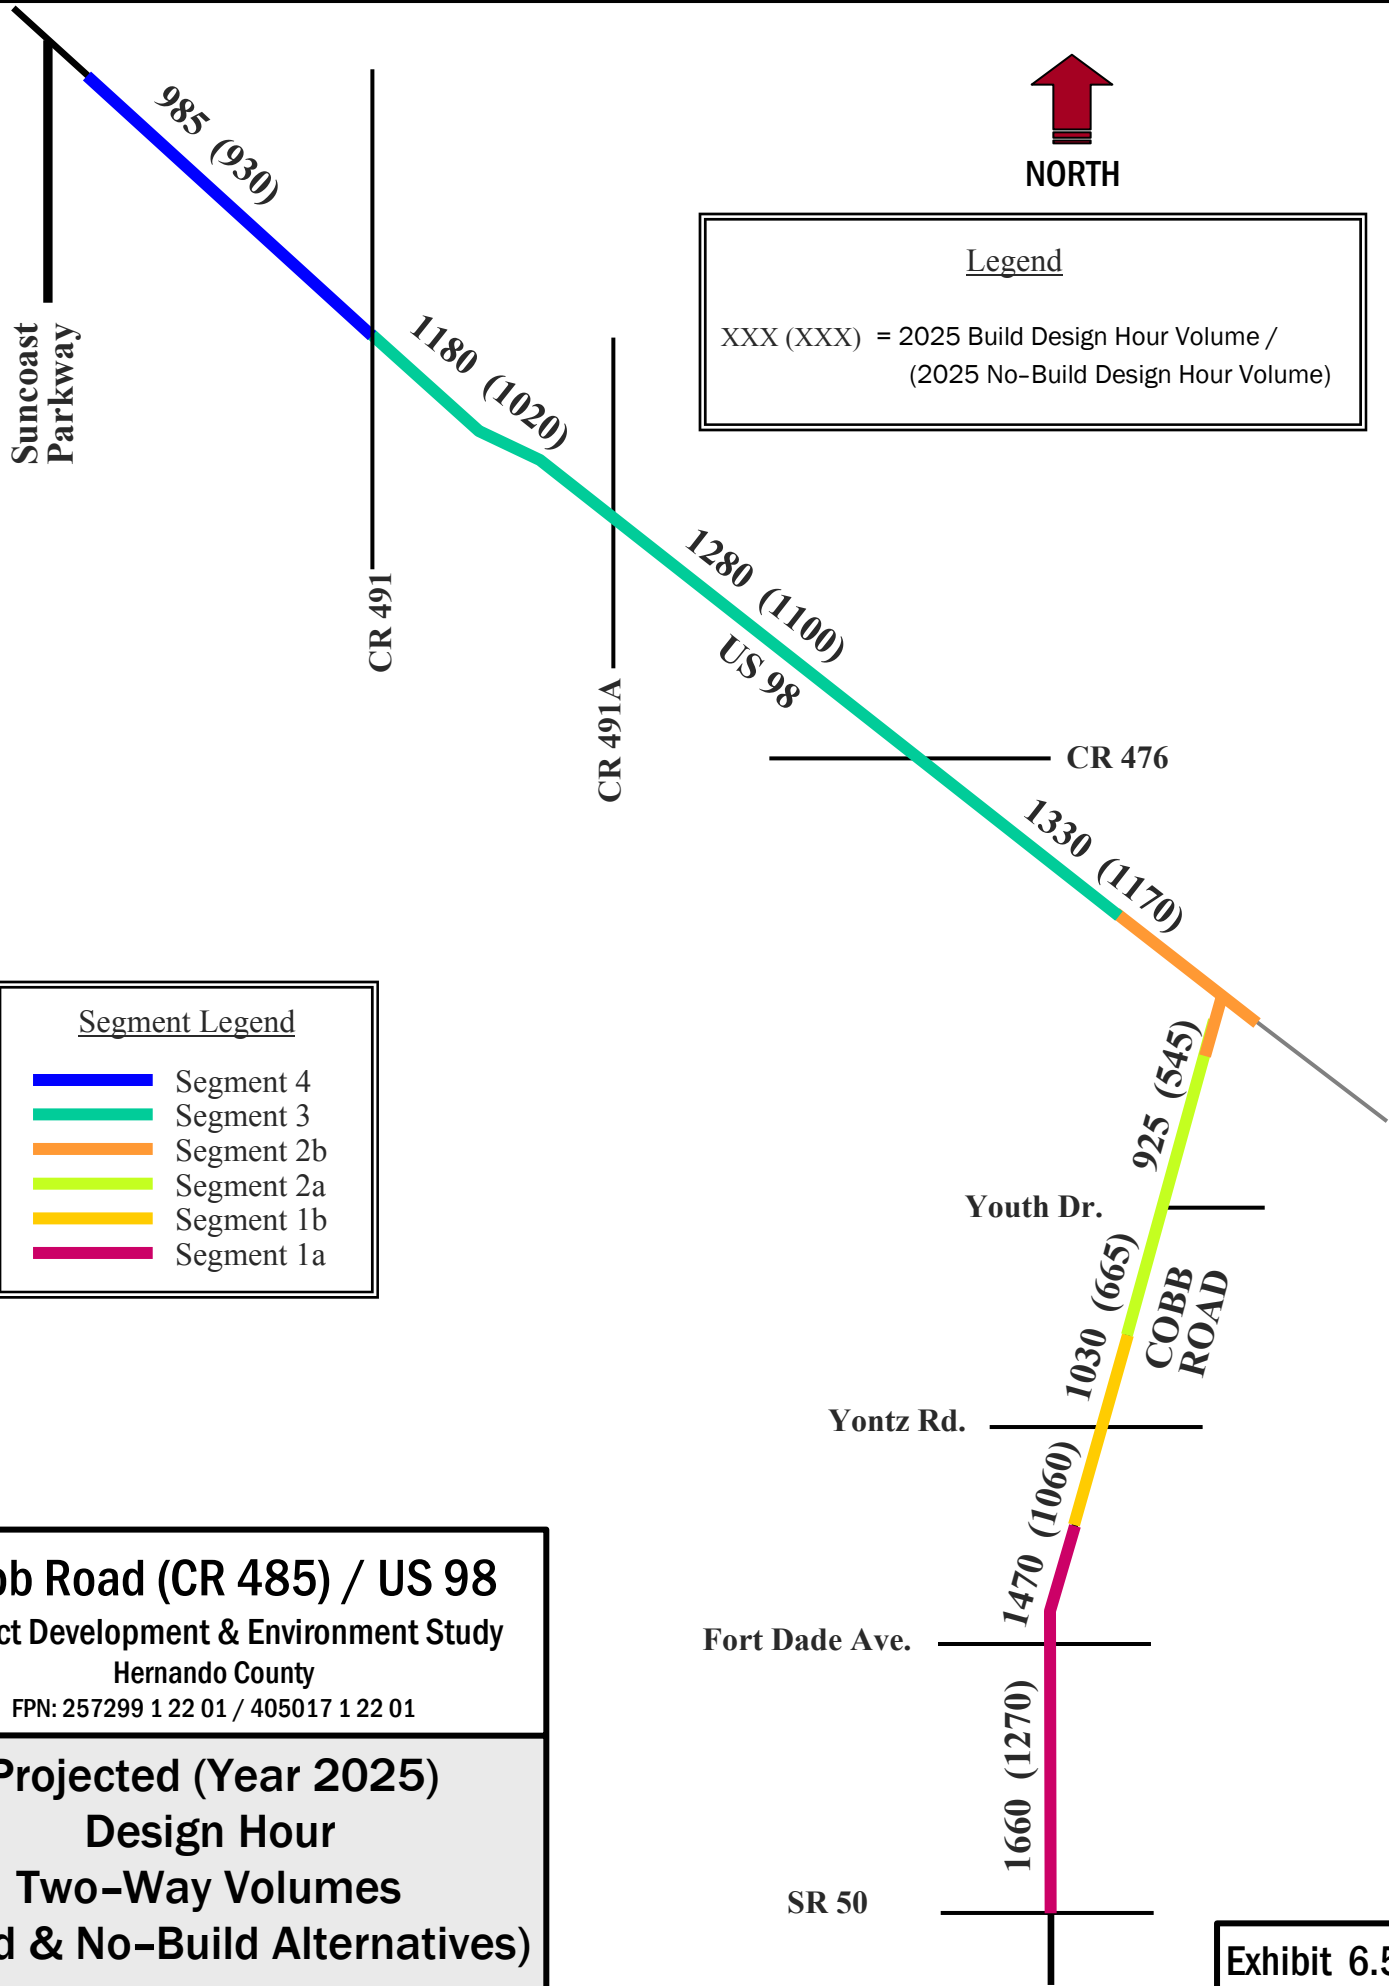 985 (930)
NORTH
Legend
XXX (XXX) = 2025 Build Design Hour Volume /
(2025 No-Build Design Hour Volume)
Suncoast
Parkway
1180 (1020)
CR 491
1280 (1100)
US 98
CR 491A
CR 476
1330 (1170)
Segment Legend
Segment 4
Segment 3
Segment 2b
Segment 2a
Segment 1b
Segment 1a
925 (545)
Youth Dr.
1030 (665)
COBB
ROAD
Yontz Rd.
1470 (1060)
Fort Dade Ave.
1660 (1270)
SR 50
Road (CR 485) / US 98
Development & Environment Study
Hernando County
FPN: 257299 1 22 01 / 405017 1 22 01
Projected (Year 2025)
Design Hour
Two-Way Volumes
& No-Build Alternatives)
Exhibit 6.5